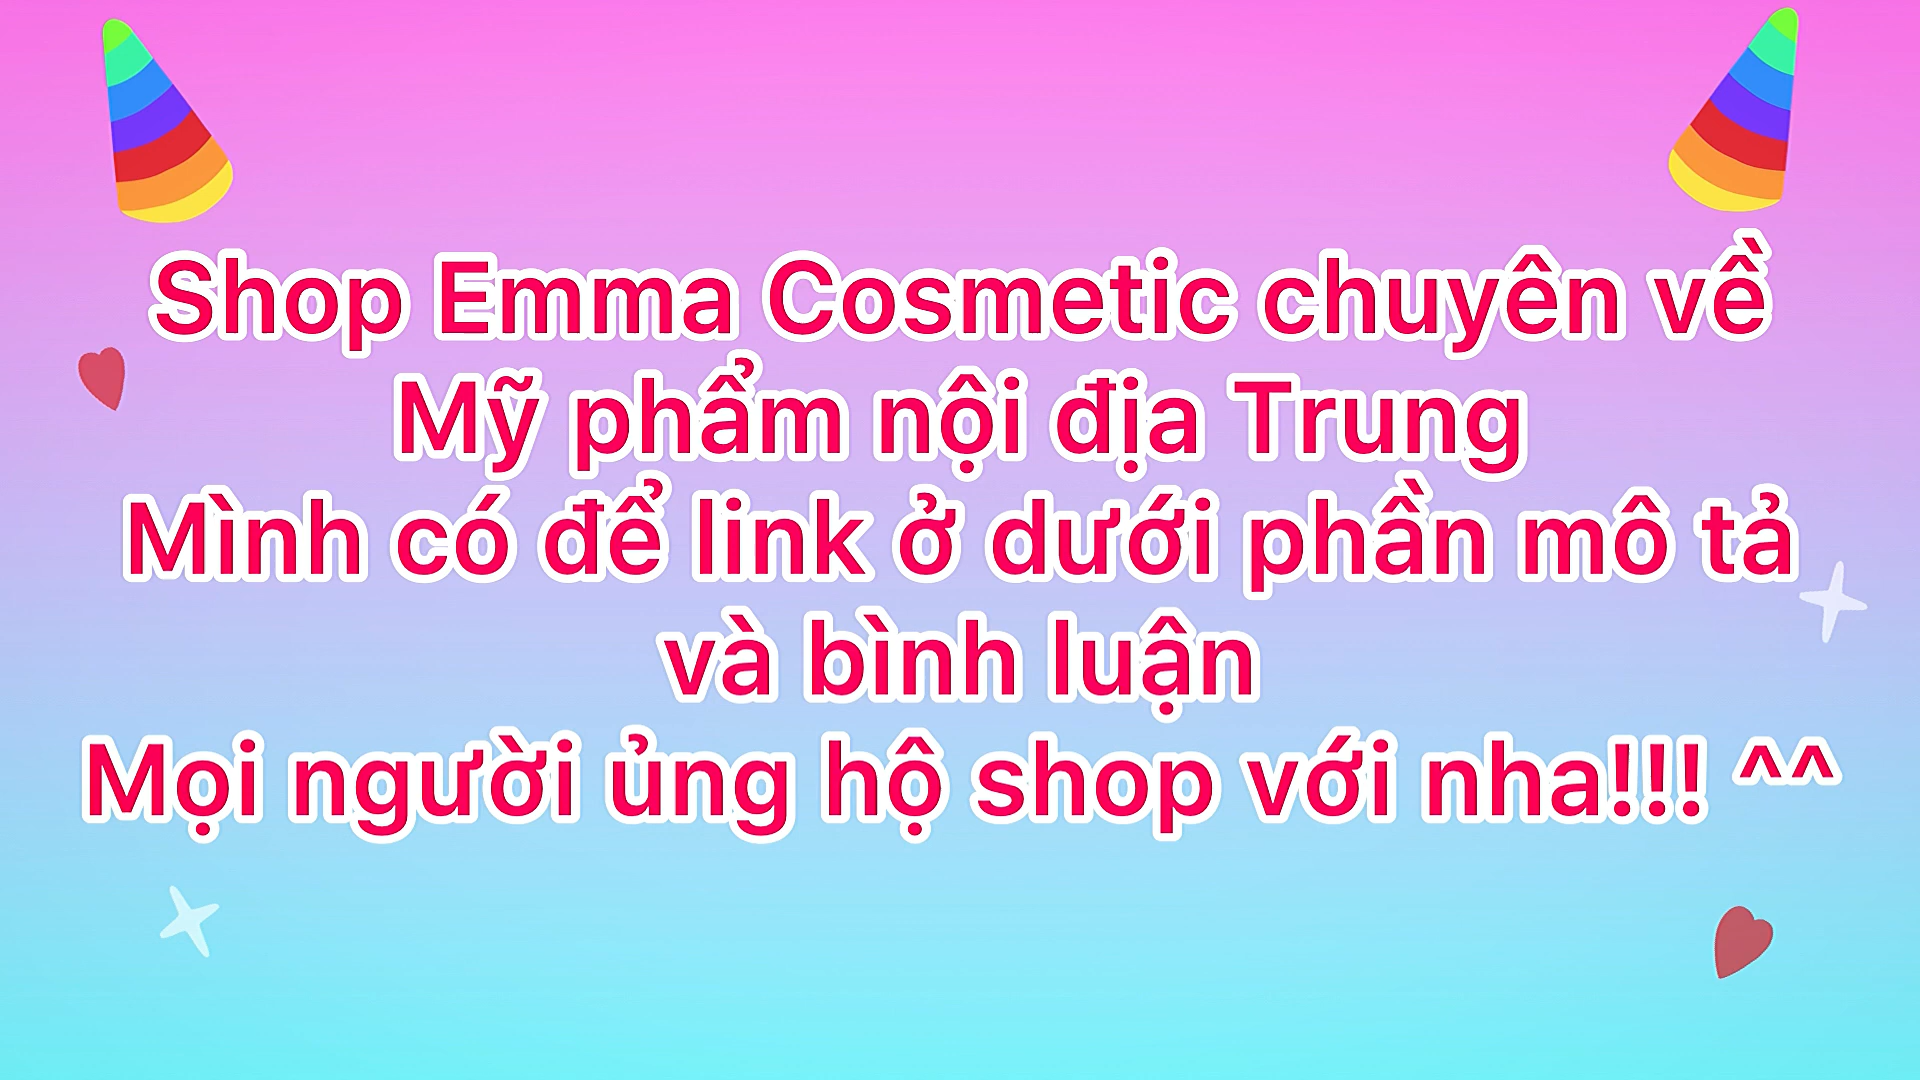 Shop Emma Cosmetic chuyên về
Mỹ phẩm nội địa Trung
Mình có để link ở dưới phần mô tả
và bình luận
Mọi người ủng hộ shop với nha!!! ^^